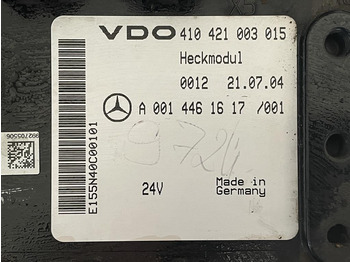 VDO 410 421 003 015
Heckmodul
0012 21.07.04
A 001 446 16 17 /001
24V
Made in
Germany
E155N40C00101
992705506